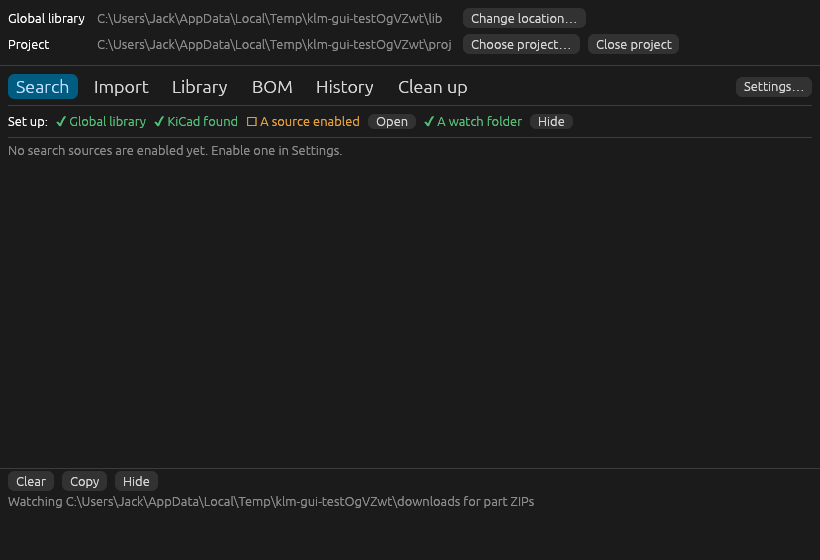 Global library C:\Users\Jack\AppData\Local\Temp\klm-gui-testOgVZwt\lib Change location...
Project C:\Users\Jack\AppData\Local\Temp\klm-gui-testOgVZwt\proj Choose project... Close project
Search Import Library BOM History Clean up Settings...
Set up: ✔ Global library ✔ KiCad found ☐ A source enabled Open ✔ A watch folder Hide
No search sources are enabled yet. Enable one in Settings.
Clear Copy Hide
Watching C:\Users\Jack\AppData\Local\Temp\klm-gui-testOgVZwt\downloads for part ZIPs